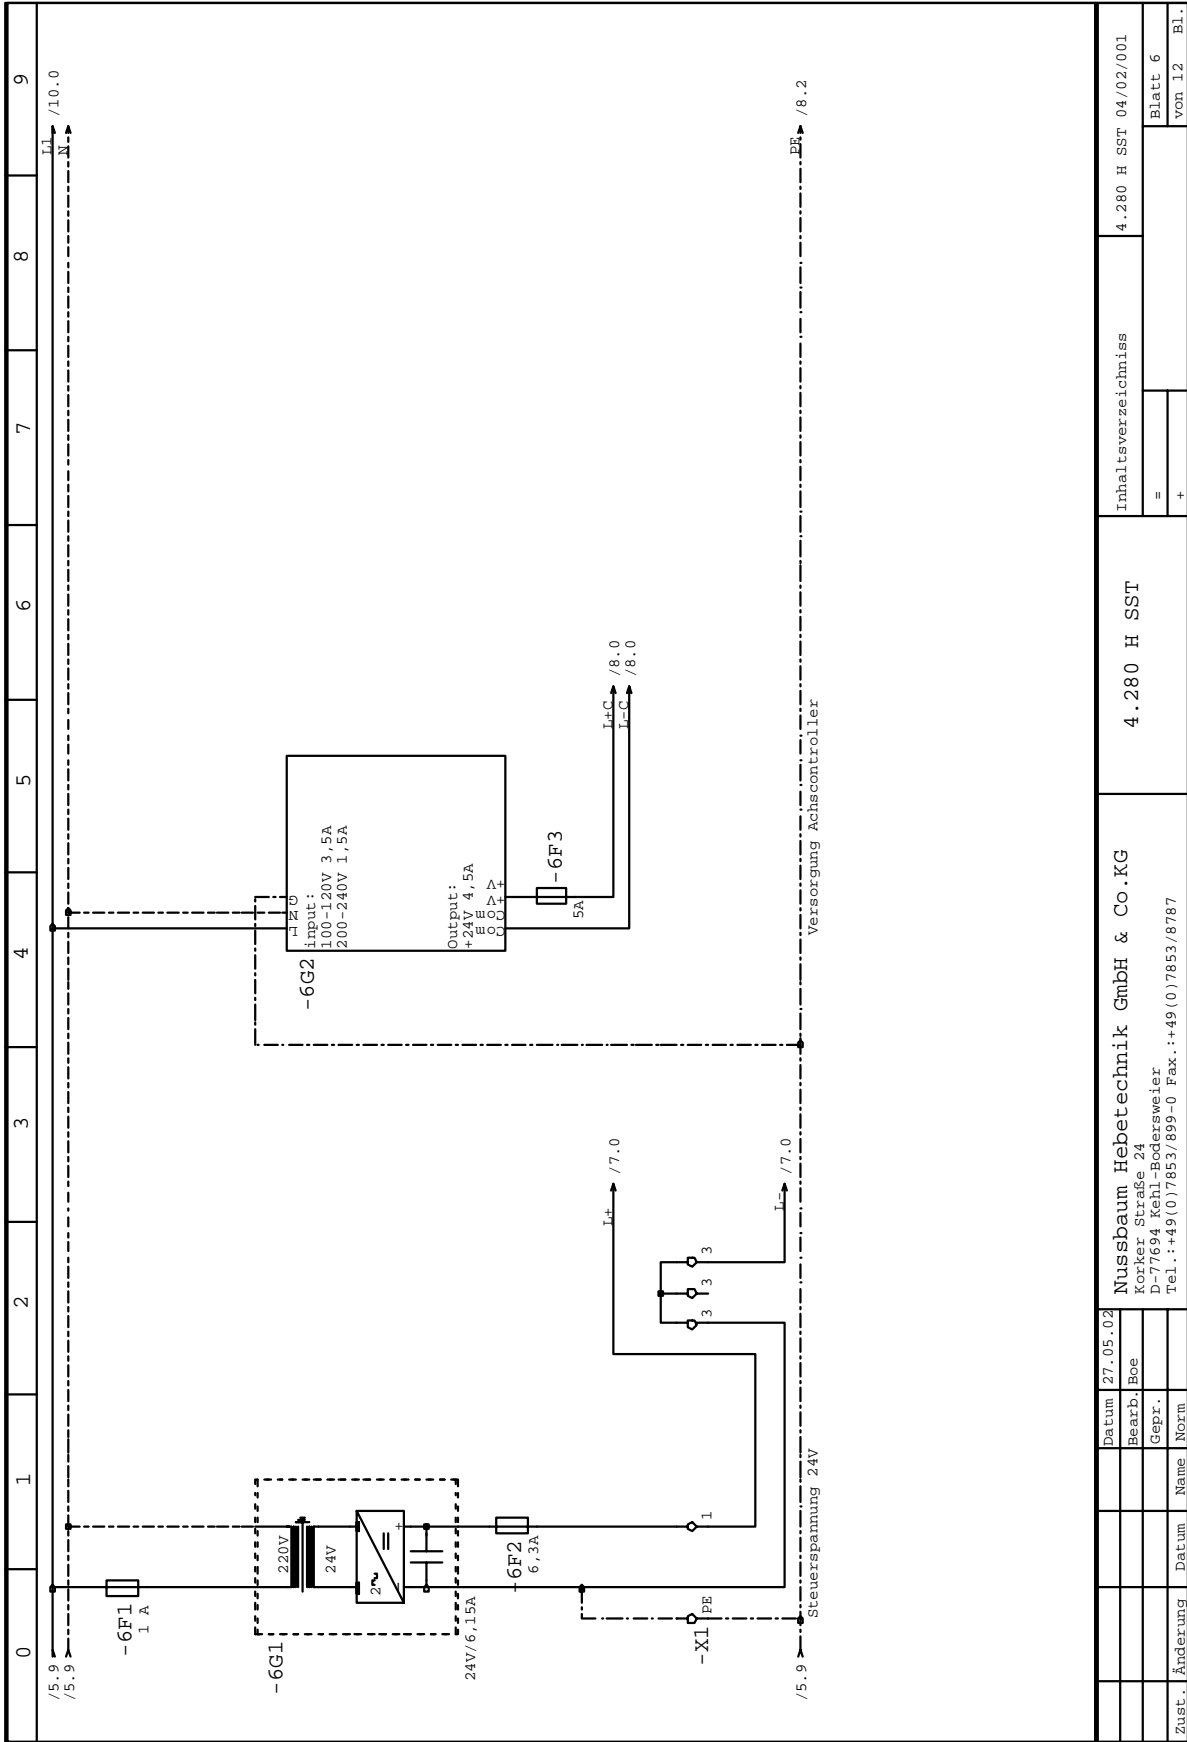 0 1 2 3 4 5 6 7 8 9
/5.9
/5.9
L1 /10.0
N
-6F1
1 A
-6G1
220V
24V
2~
=
+
-
24V/6,15A
-6F2
6,3A
-X1
PE
1
3
3
3
L+ /7.0
L- /7.0
/5.9
Steuerspannung 24V
-6G2
L N G
input:
100-120V 3,5A
200-240V 1,5A
Output:
+24V 4,5A
Com Com +V +V
5A
-6F3
L+C /8.0
L-C /8.0
Versorgung Achscontroller
PE /8.2
Zust. Änderung Datum Name Norm
Datum 27.05.02
Bearb. Boe
Gepr.
Nussbaum Hebetechnik GmbH & Co.KG
Korker Straße 24
D-77694 Kehl-Bodersweier
Tel.:+49(0)7853/899-0 Fax.:+49(0)7853/8787
4.280 H SST
Inhaltsverzeichniss
=
+
4.280 H SST 04/02/001
Blatt 6
von 12 Bl.